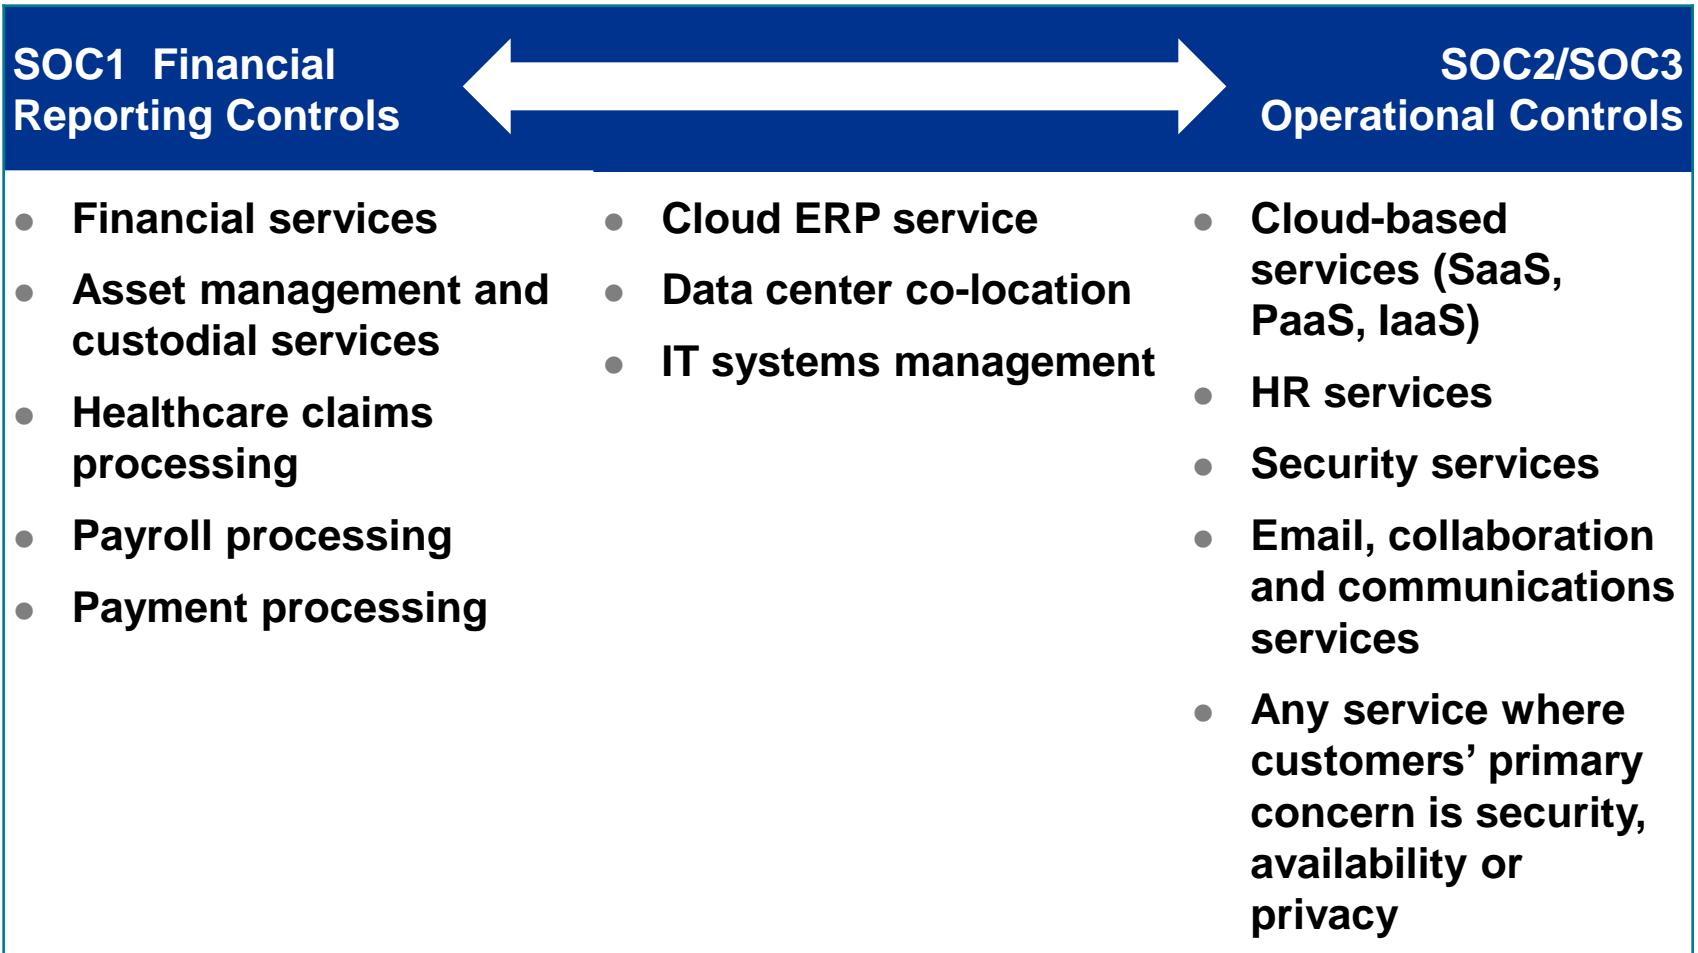 SOC1  Financial
Reporting Controls
SOC2/SOC3
Operational Controls
● Financial services
● Asset management and
custodial services
● Healthcare claims
processing
● Payroll processing
● Payment processing
● Cloud ERP service
● Data center co-location
● IT systems management
● Cloud-based
services (SaaS,
PaaS, IaaS)
● HR services
● Security services
● Email, collaboration
and communications
services
● Any service where
customers’ primary
concern is security,
availability or
privacy